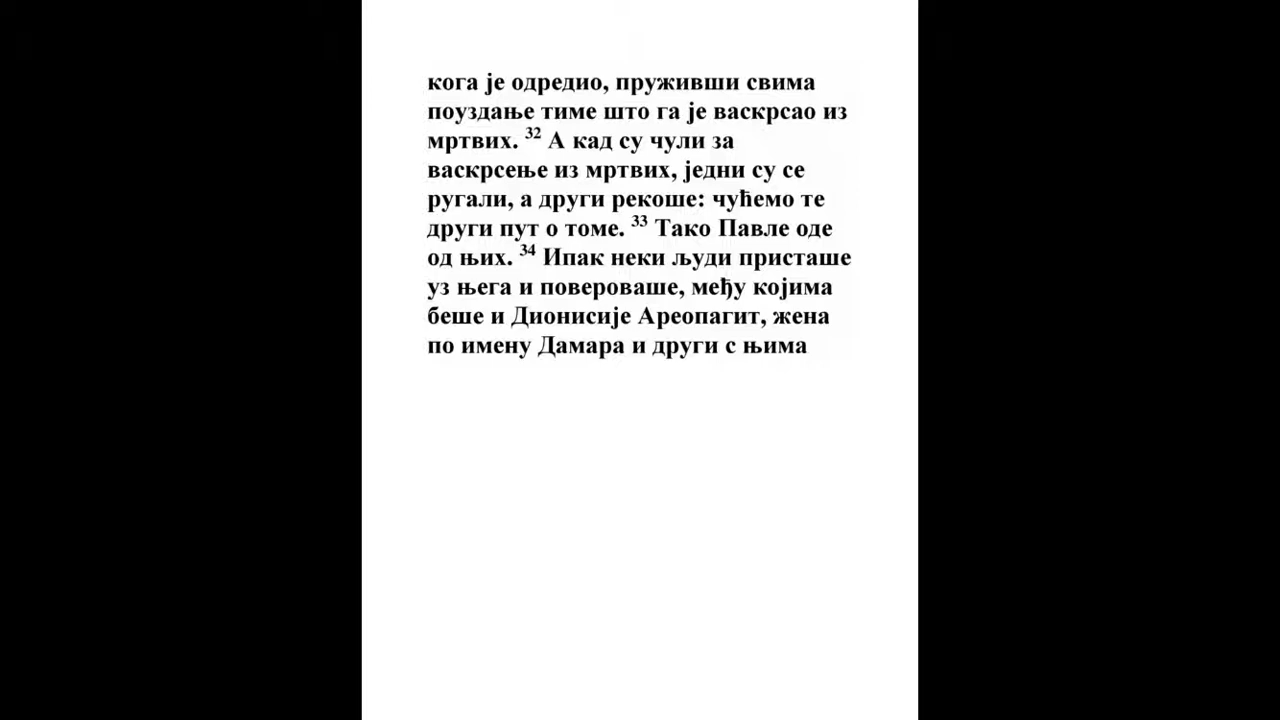 кога је одредио, пруживши свима
поуздање тиме што га је васкрсао из
мртвих. 32 А кад су чули за
васкрсење из мртвих, једни су се
ругали, а други рекоше: чућемо те
други пут о томе. 33 Тако Павле оде
од њих. 34 Ипак неки људи присташе
уз њега и повероваше, међу којима
беше и Дионисије Ареопагит, жена
по имену Дамара и други с њима